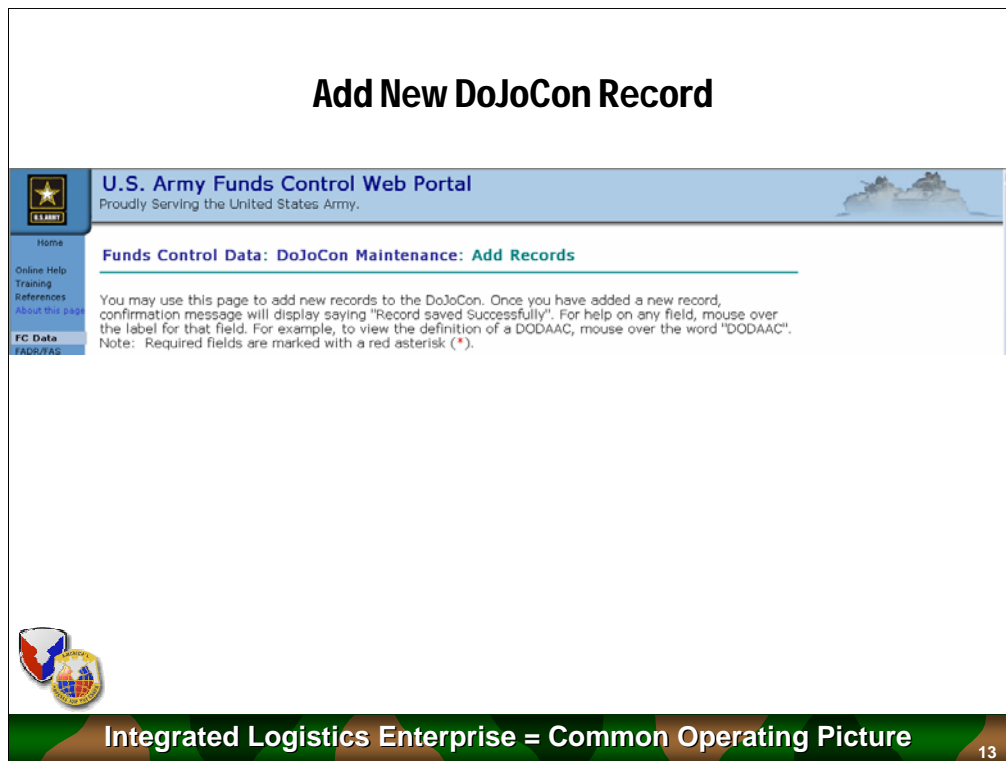 Add New DoJoCon Record
U.S. Army Funds Control Web Portal
Proudly Serving the United States Army.
U.S.ARMY
Home
Online Help
Training
References
About this page
FC Data
FADR/FAS
Funds Control Data: DoJoCon Maintenance: Add Records
You may use this page to add new records to the DoJoCon. Once you have added a new record,
confirmation message will display saying "Record saved Successfully". For help on any field, mouse over
the label for that field. For example, to view the definition of a DODAAC, mouse over the word "DODAAC".
Note: Required fields are marked with a red asterisk (*).
Integrated Logistics Enterprise = Common Operating Picture
13